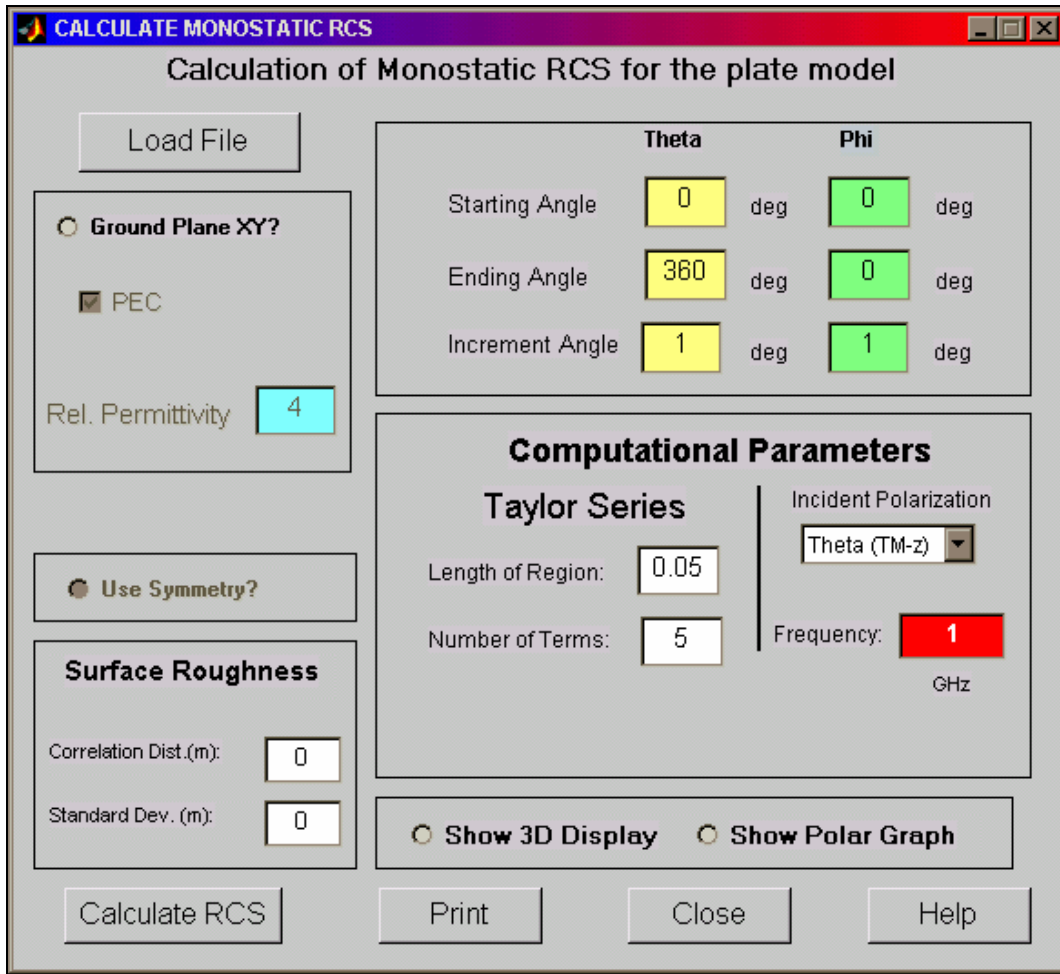 CALCULATE MONOSTATIC RCS
Calculation of Monostatic RCS for the plate model
Load File
Ground Plane XY?
PEC
Rel. Permittivity 4
Use Symmetry?
Surface Roughness
Correlation Dist.(m): 0
Standard Dev. (m): 0
Theta Phi
Starting Angle 0 deg 0 deg
Ending Angle 360 deg 0 deg
Increment Angle 1 deg 1 deg
Computational Parameters
Taylor Series
Length of Region: 0.05
Number of Terms: 5
Incident Polarization
Theta (TM-z)
Frequency: 1
GHz
Show 3D Display Show Polar Graph
Calculate RCS Print Close Help